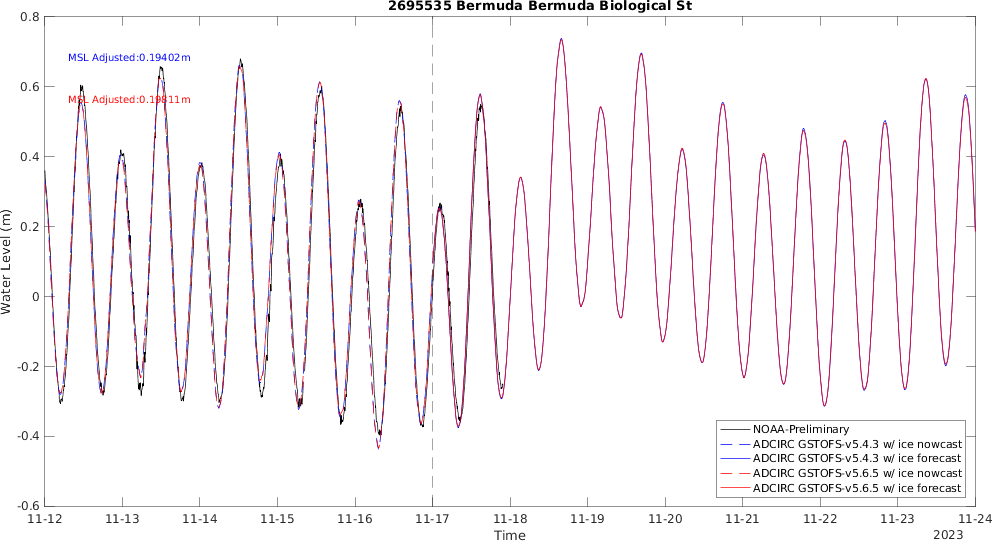 2695535 Bermuda Bermuda Biological St
0.8
MSL Adjusted:0.19402m
0.6
MSL Adjusted:0.19811m
0.4
0.2
Water Level (m)
0
-0.2
-0.4
NOAA-Preliminary
ADCIRC GSTOFS-v5.4.3 w/ ice nowcast
ADCIRC GSTOFS-v5.4.3 w/ ice forecast
ADCIRC GSTOFS-v5.6.5 w/ ice nowcast
ADCIRC GSTOFS-v5.6.5 w/ ice forecast
-0.6
11-12 11-13 11-14 11-15 11-16 11-17 11-18 11-19 11-20 11-21 11-22 11-23 11-24
Time
2023